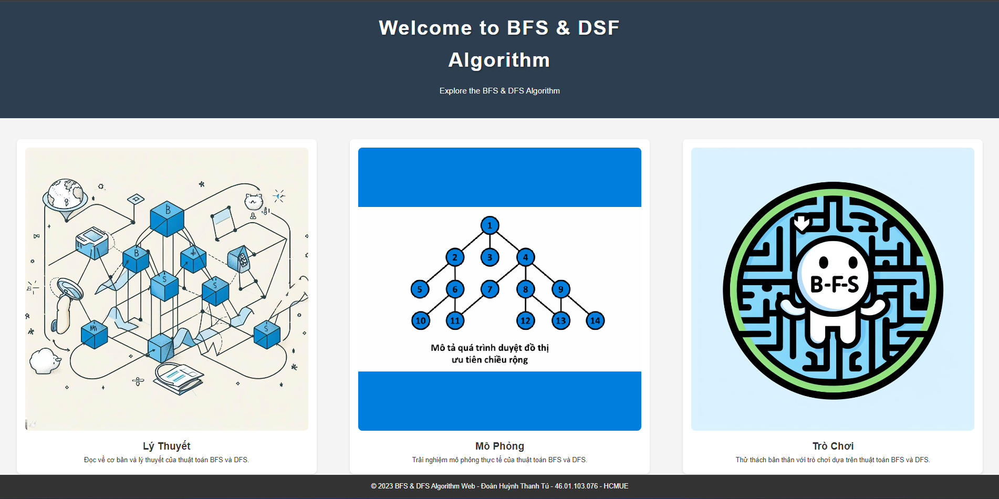 Welcome to BFS & DSF
Algorithm
Explore the BFS & DFS Algorithm
B
B
S
S
S
Lý Thuyết
Đọc về cơ bản và lý thuyết của thuật toán BFS và DFS.
1
2 3 4
5 6 7 8 9
10 11 12 13 14
Mô tả quá trình duyệt đồ thị
ưu tiên chiều rộng
Mô Phỏng
Trải nghiệm mô phỏng thực tế của thuật toán BFS và DFS.
B-F-S
Trò Chơi
Thử thách bản thân với trò chơi dựa trên thuật toán BFS và DFS.
© 2023 BFS & DFS Algorithm Web - Đoàn Huỳnh Thanh Tú - 46.01.103.076 - HCMUE